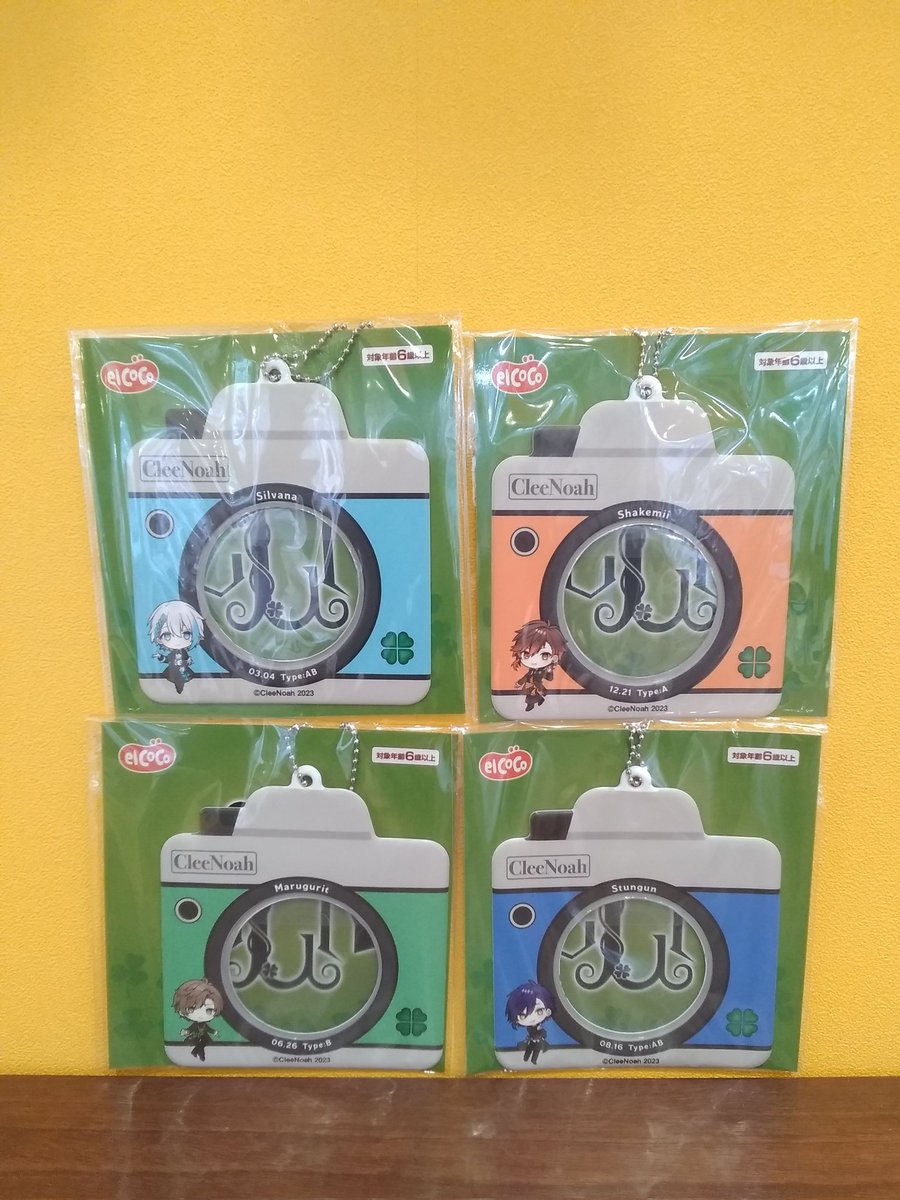 elcoco
対象年齢6歳以上
CleeNoah
Silvana
03.04 Type:AB
©CleeNoah 2023
elcoco
対象年齢6歳以上
CleeNoah
Shakemii
12.21 Type:A
©CleeNoah 2023
elcoco
対象年齢6歳以上
CleeNoah
Marugurit
06.26 Type:B
©CleeNoah 2023
elcoco
対象年齢6歳以上
CleeNoah
Stungun
08.16 Type:AB
©CleeNoah 2023